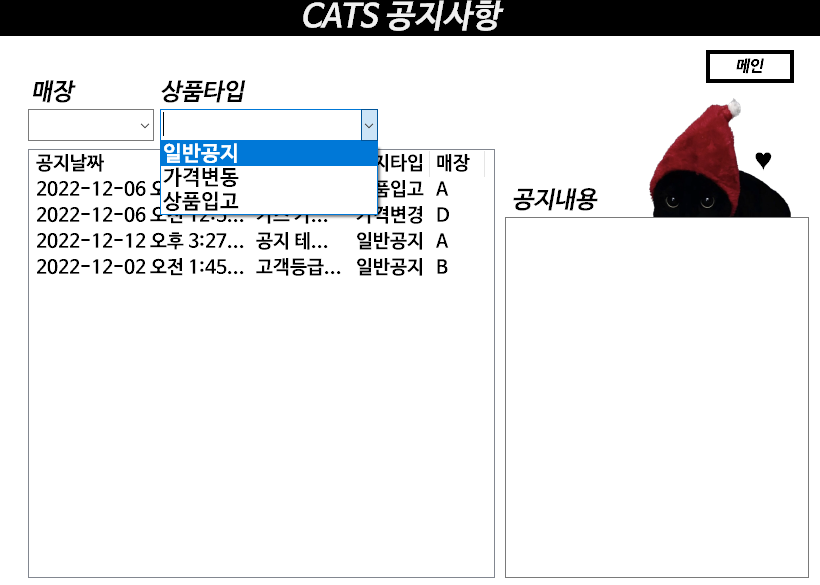 CATS 공지사항
메인
매장 상품타입
일반공지
가격변동
상품입고
공지날짜 지타입 매장
2022-12-06 오 품입고 A
2022-12-06 오전 12:3... 가격변경 D
2022-12-12 오후 3:27... 공지 테... 일반공지 A
2022-12-02 오전 1:45... 고객등급... 일반공지 B
공지내용